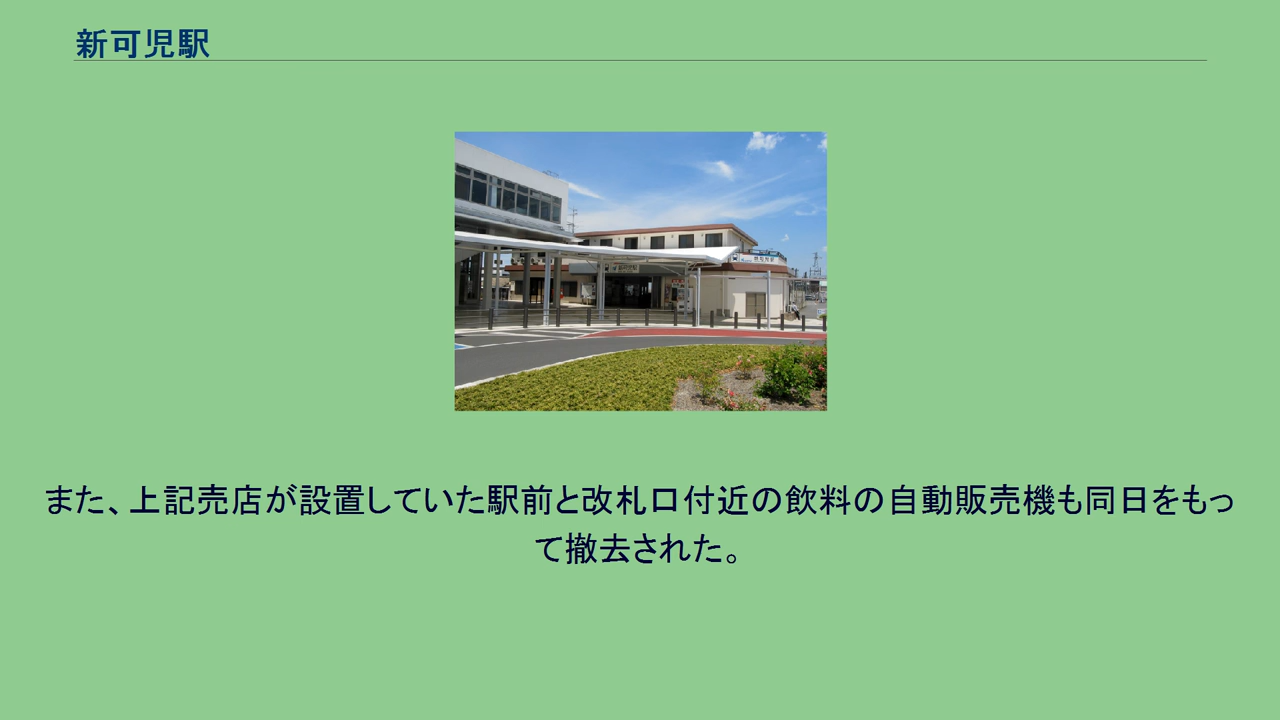 新可児駅
また、上記売店が設置していた駅前と改札口付近の飲料の自動販売機も同日をもっ
て撤去された。